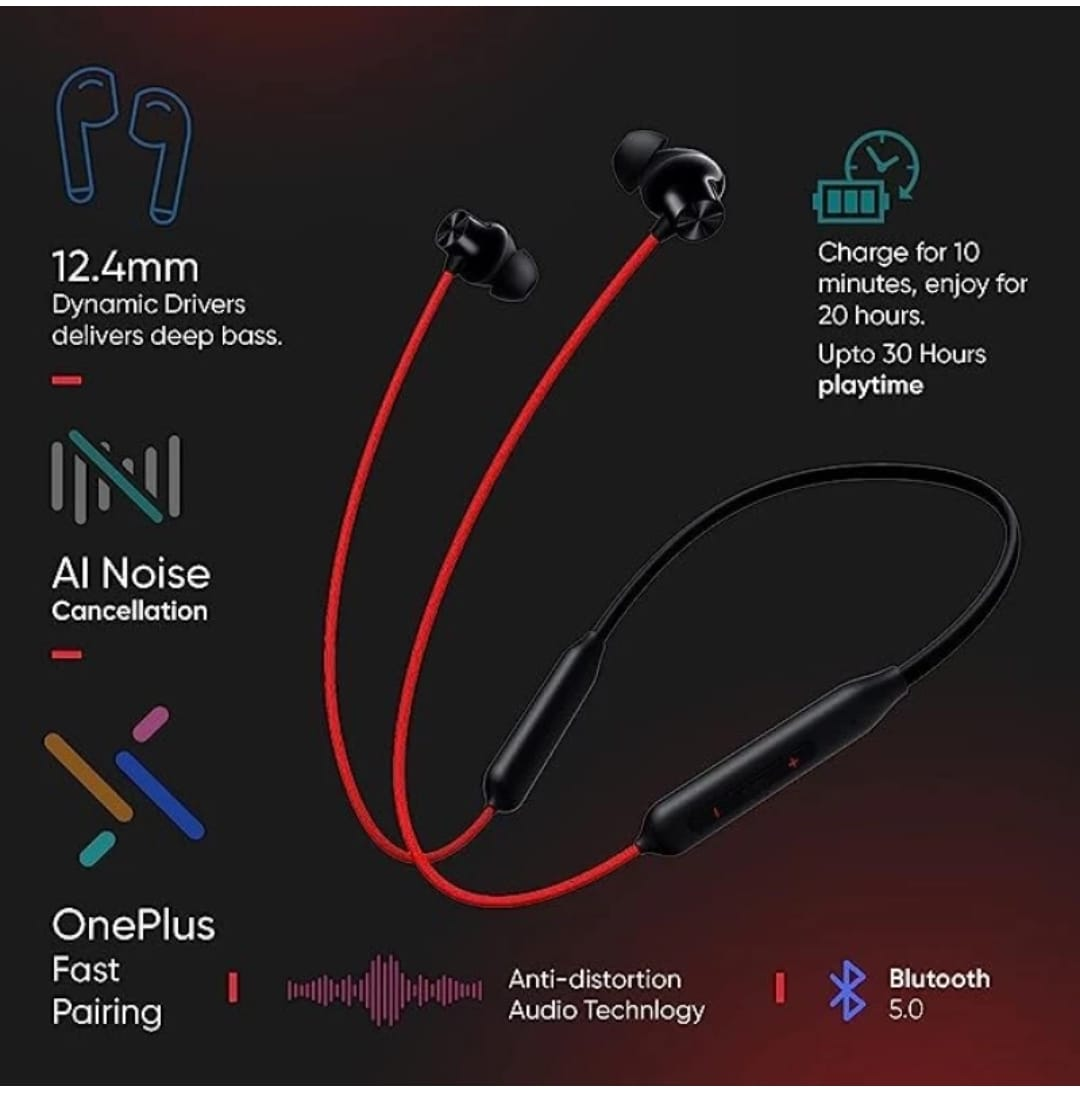 12.4mm
Dynamic Drivers
delivers deep bass.
Charge for 10
minutes, enjoy for
20 hours.
Upto 30 Hours
playtime
AI Noise
Cancellation
OnePlus
Fast
Pairing
Anti-distortion
Audio Technlogy
Blutooth
5.0